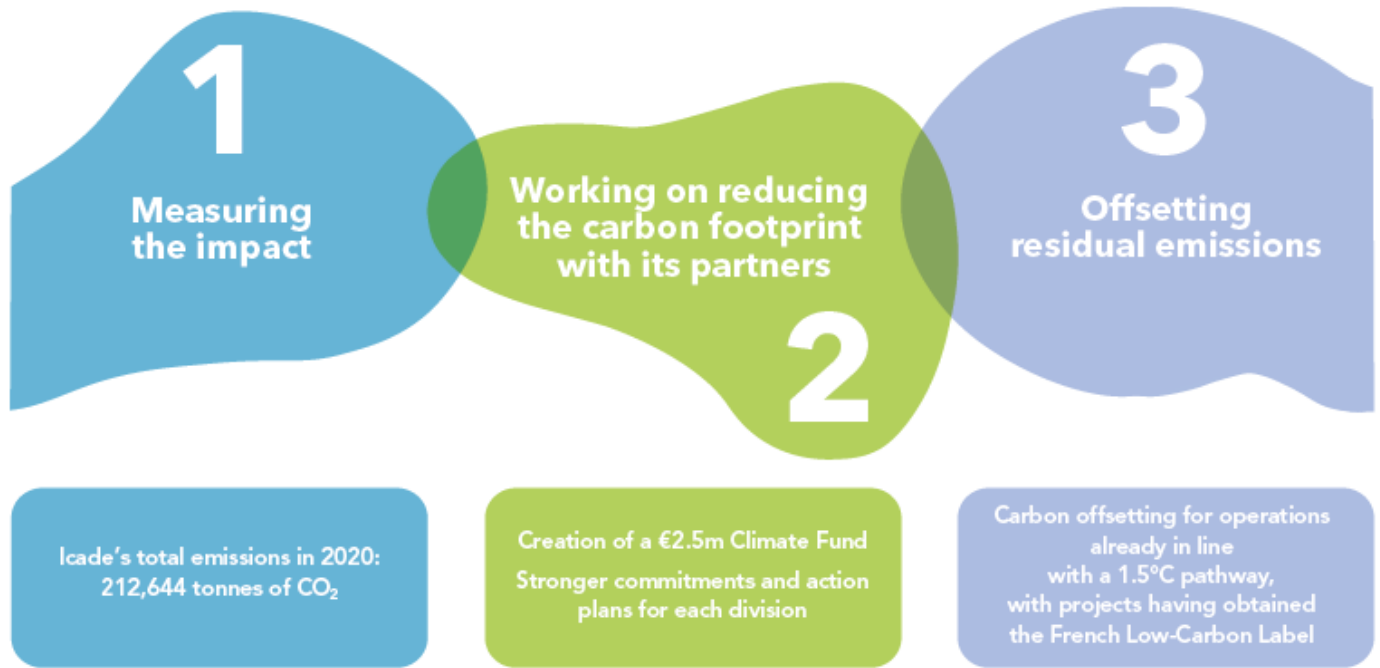 1
Measuring
the impact
Working on reducing
the carbon footprint
with its partners
2
3
Offsetting
residual emissions
Icade's total emissions in 2020:
212,644 tonnes of CO₂
Creation of a €2.5m Climate Fund
Stronger commitments and action
plans for each division
Carbon offsetting for operations
already in line
with a 1.5°C pathway,
with projects having obtained
the French Low-Carbon Label